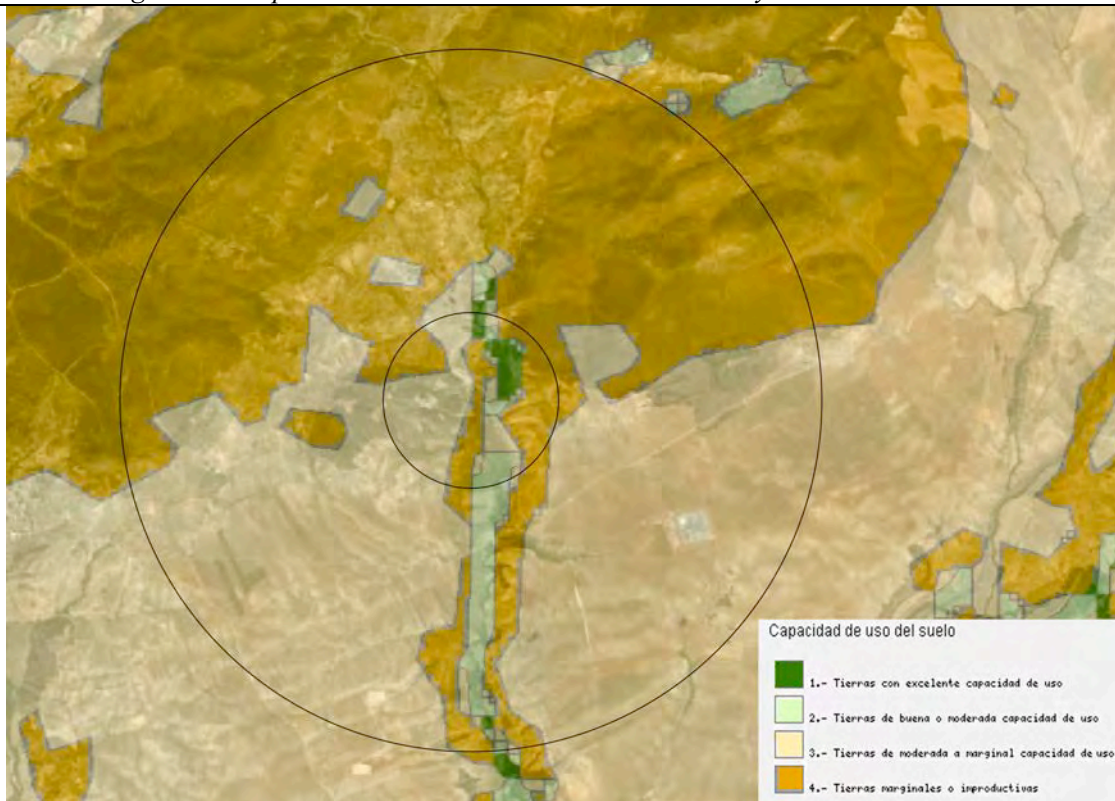 Capacidad de uso del suelo
1.- Tierras con excelente capacidad de uso
2.- Tierras de buena o moderada capacidad de uso
3.- Tierras de moderada a marginal capacidad de uso
4.- Tierras marginales o improductivas